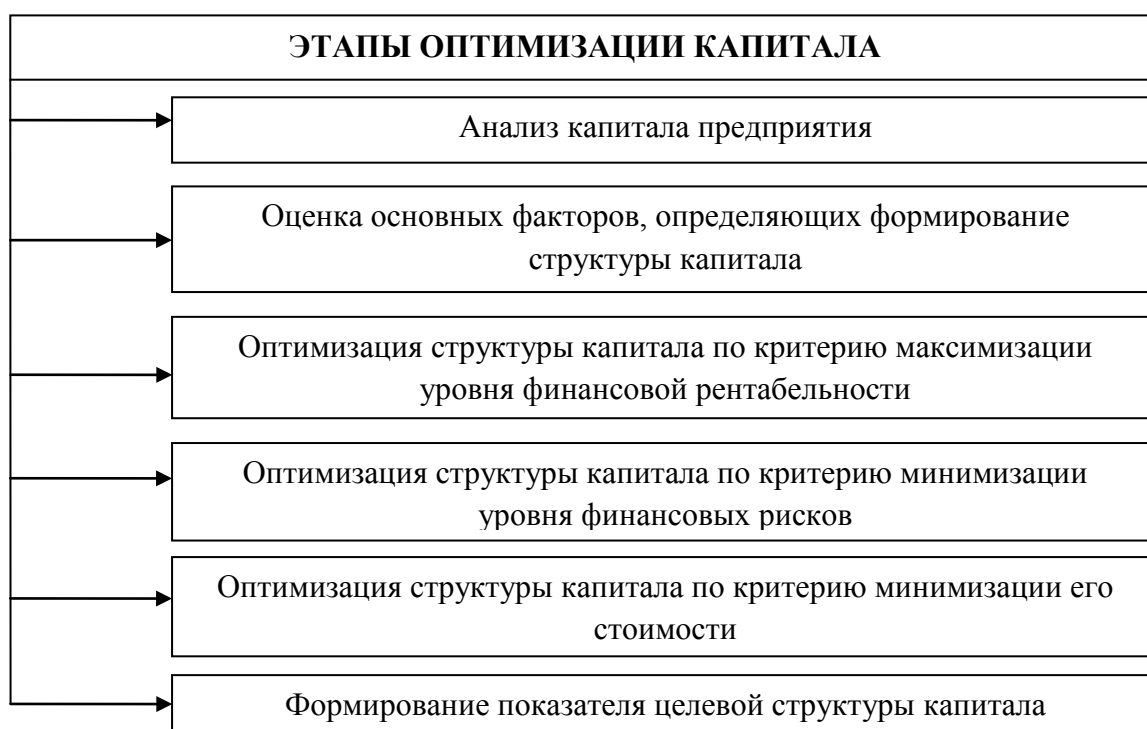 ЭТАПЫ ОПТИМИЗАЦИИ КАПИТАЛА
Анализ капитала предприятия
Оценка основных факторов, определяющих формирование
структуры капитала
Оптимизация структуры капитала по критерию максимизации
уровня финансовой рентабельности
Оптимизация структуры капитала по критерию минимизации
уровня финансовых рисков
Оптимизация структуры капитала по критерию минимизации его
стоимости
Формирование показателя целевой структуры капитала